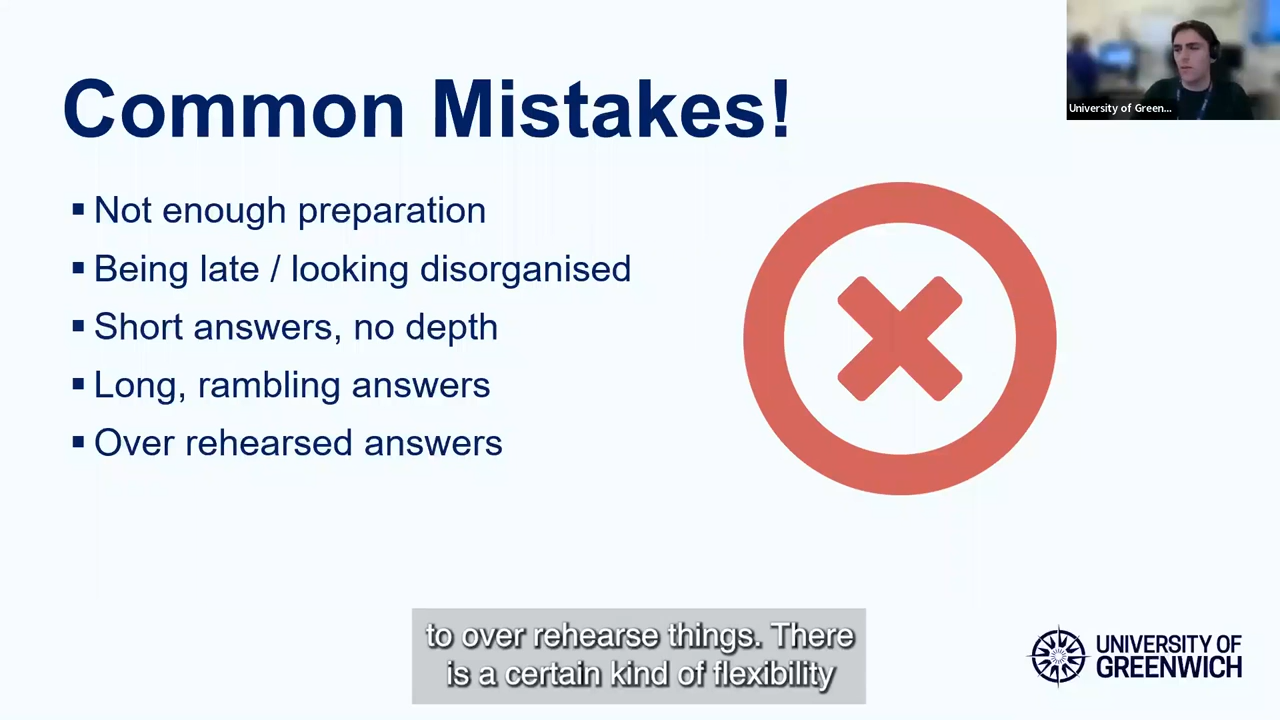 Common Mistakes!
Not enough preparation
Being late / looking disorganised
Short answers, no depth
Long, rambling answers
Over rehearsed answers
University of Green...
to over rehearse things. There
is a certain kind of flexibility
UNIVERSITY OF
GREENWICH